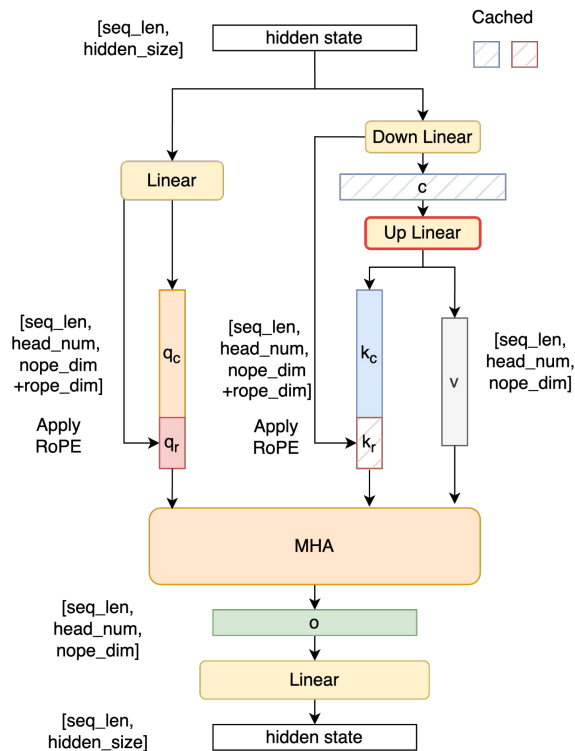 [seq_len,
hidden_size]
hidden state
Cached
Down Linear
Linear
c
Up Linear
[seq_len,
head_num,
nope_dim
+rope_dim]
q_c
[seq_len,
head_num,
nope_dim
+rope_dim]
k_c
v
[seq_len,
head_num,
nope_dim]
Apply
RoPE
q_r
Apply
RoPE
k_r
MHA
[seq_len,
head_num,
nope_dim]
o
Linear
[seq_len,
hidden_size]
hidden state